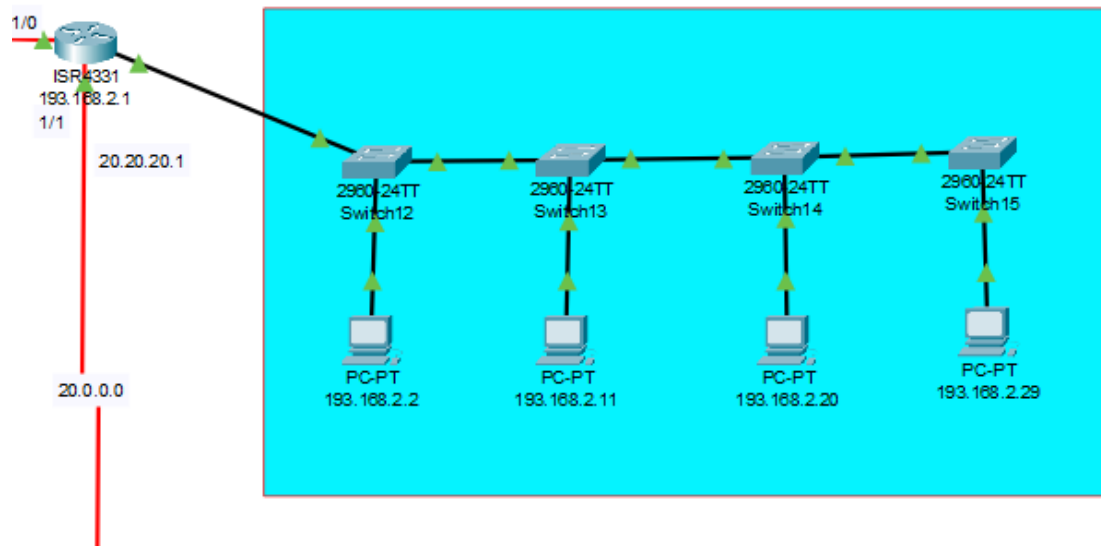 1/0
ISR4331
193.168.2.1
1/1
20.20.20.1
20.0.0.0
2960-24TT
Switch12
2960-24TT
Switch13
2960-24TT
Switch14
2960-24TT
Switch15
PC-PT
193.168.2.2
PC-PT
193.168.2.11
PC-PT
193.168.2.20
PC-PT
193.168.2.29